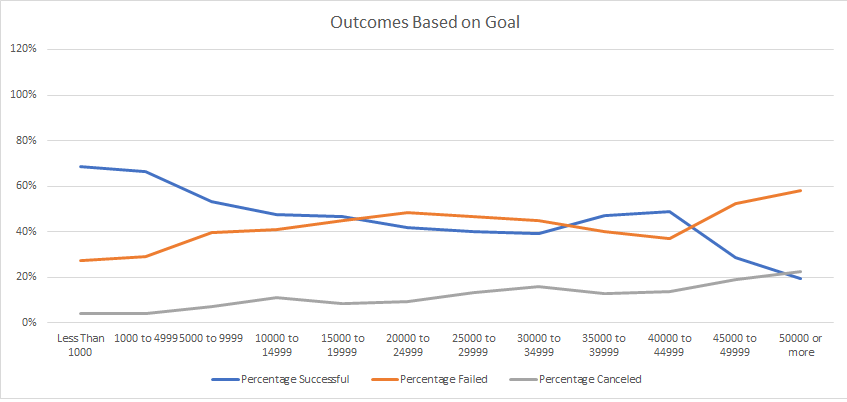 Outcomes Based on Goal
120%
100%
80%
60%
40%
20%
0%
Less Than 1000 to 4999 5000 to 9999 10000 to 15000 to 20000 to 25000 to 30000 to 35000 to 40000 to 45000 to 50000 or
1000 14999 19999 24999 29999 34999 39999 44999 49999 more
Percentage Successful Percentage Failed Percentage Canceled